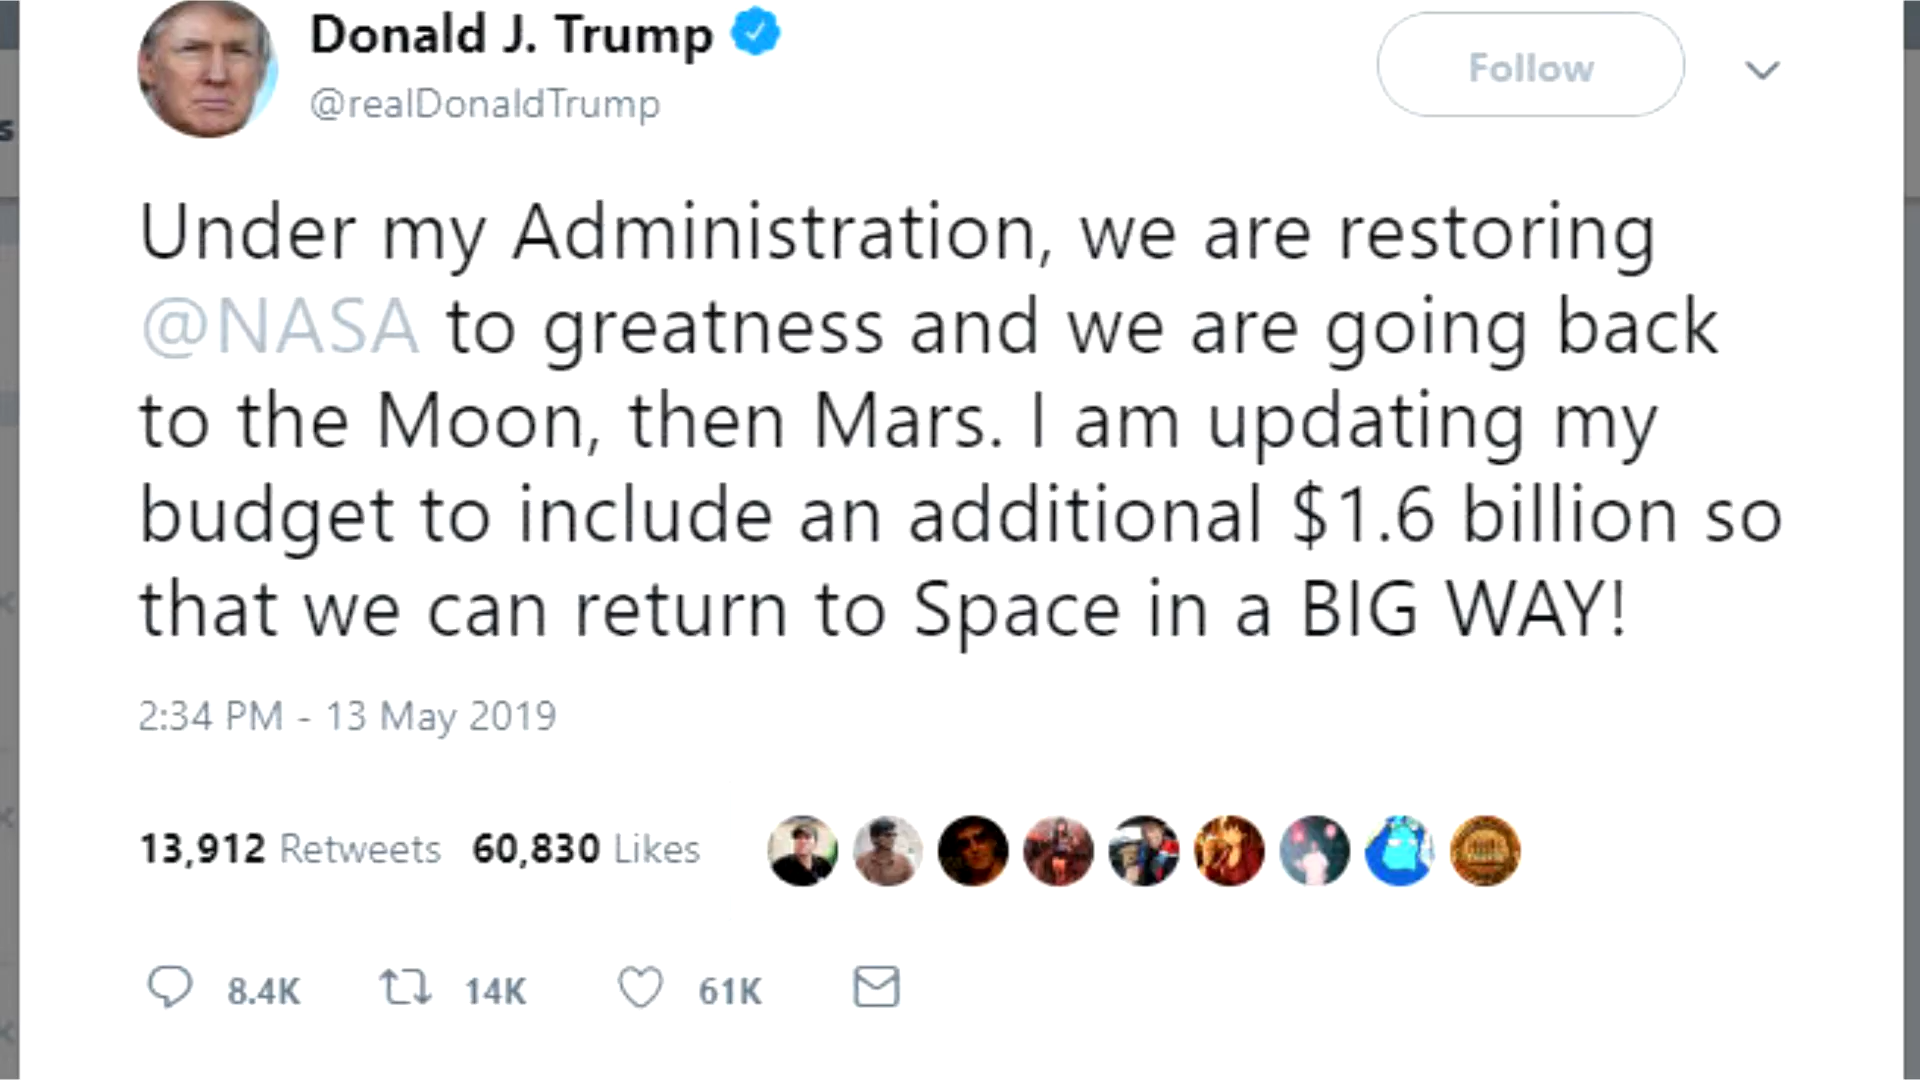 Donald J. Trump
@realDonaldTrump
Follow
Under my Administration, we are restoring
@NASA to greatness and we are going back
to the Moon, then Mars. I am updating my
budget to include an additional $1.6 billion so
that we can return to Space in a BIG WAY!
2:34 PM - 13 May 2019
13,912 Retweets 60,830 Likes
8.4K 14K 61K